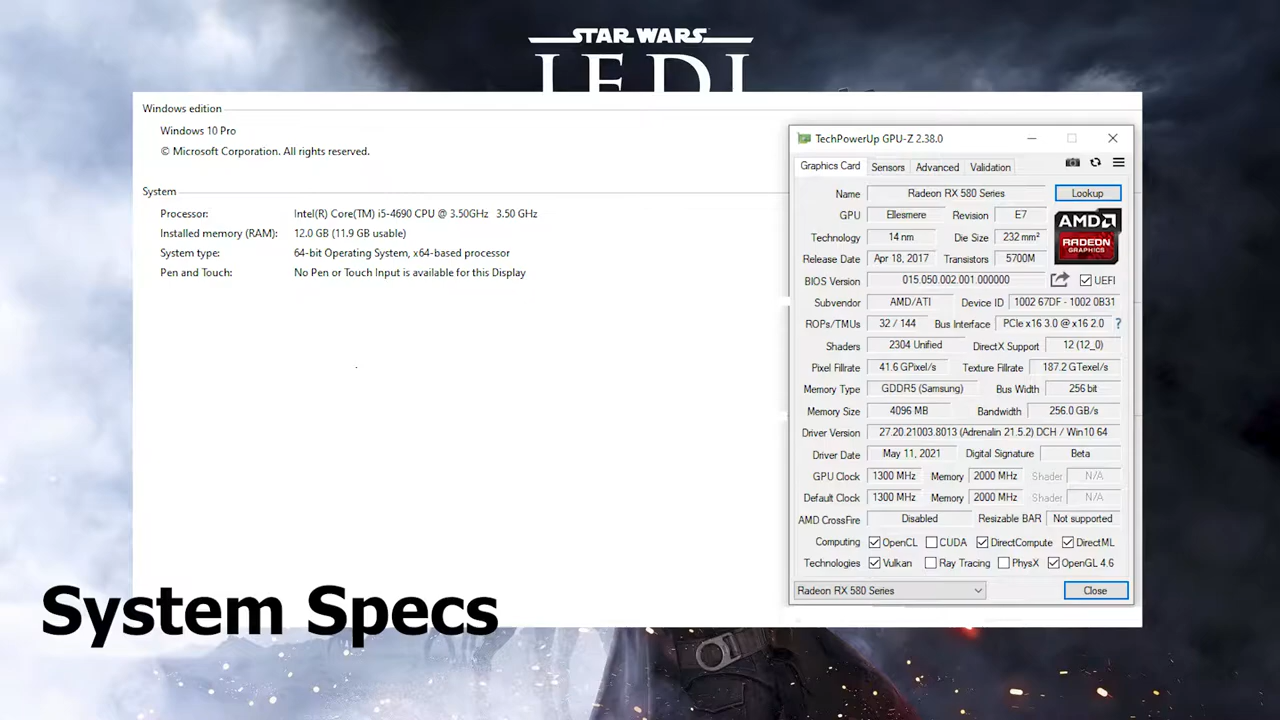 STAR WARS
JEDI
Windows edition
Windows 10 Pro
© Microsoft Corporation. All rights reserved.
System
Processor: Intel(R) Core(TM) i5-4690 CPU @ 3.50GHz 3.50 GHz
Installed memory (RAM): 12.0 GB (11.9 GB usable)
System type: 64-bit Operating System, x64-based processor
Pen and Touch: No Pen or Touch Input is available for this Display
TechPowerUp GPU-Z 2.38.0
Graphics Card Sensors Advanced Validation
Name Radeon RX 580 Series Lookup
GPU Ellesmere Revision E7
AMD
RADEON
GRAPHICS
Technology 14 nm Die Size 232 mm²
Release Date Apr 18, 2017 Transistors 5700M
BIOS Version 015.050.002.001.000000 UEFI
Subvendor AMD/ATI Device ID 1002 67DF - 1002 0B31
ROPs/TMUs 32 / 144 Bus Interface PCIe x16 3.0 @ x16 2.0 ?
Shaders 2304 Unified DirectX Support 12 (12_0)
Pixel Fillrate 41.6 GPixel/s Texture Fillrate 187.2 GTexel/s
Memory Type GDDR5 (Samsung) Bus Width 256 bit
Memory Size 4096 MB Bandwidth 256.0 GB/s
Driver Version 27.20.21003.8013 (Adrenalin 21.5.2) DCH / Win10 64
Driver Date May 11, 2021 Digital Signature Beta
GPU Clock 1300 MHz Memory 2000 MHz Shader N/A
Default Clock 1300 MHz Memory 2000 MHz Shader N/A
AMD CrossFire Disabled Resizable BAR Not supported
Computing OpenCL CUDA DirectCompute DirectML
Technologies Vulkan Ray Tracing PhysX OpenGL 4.6
Radeon RX 580 Series Close
System Specs